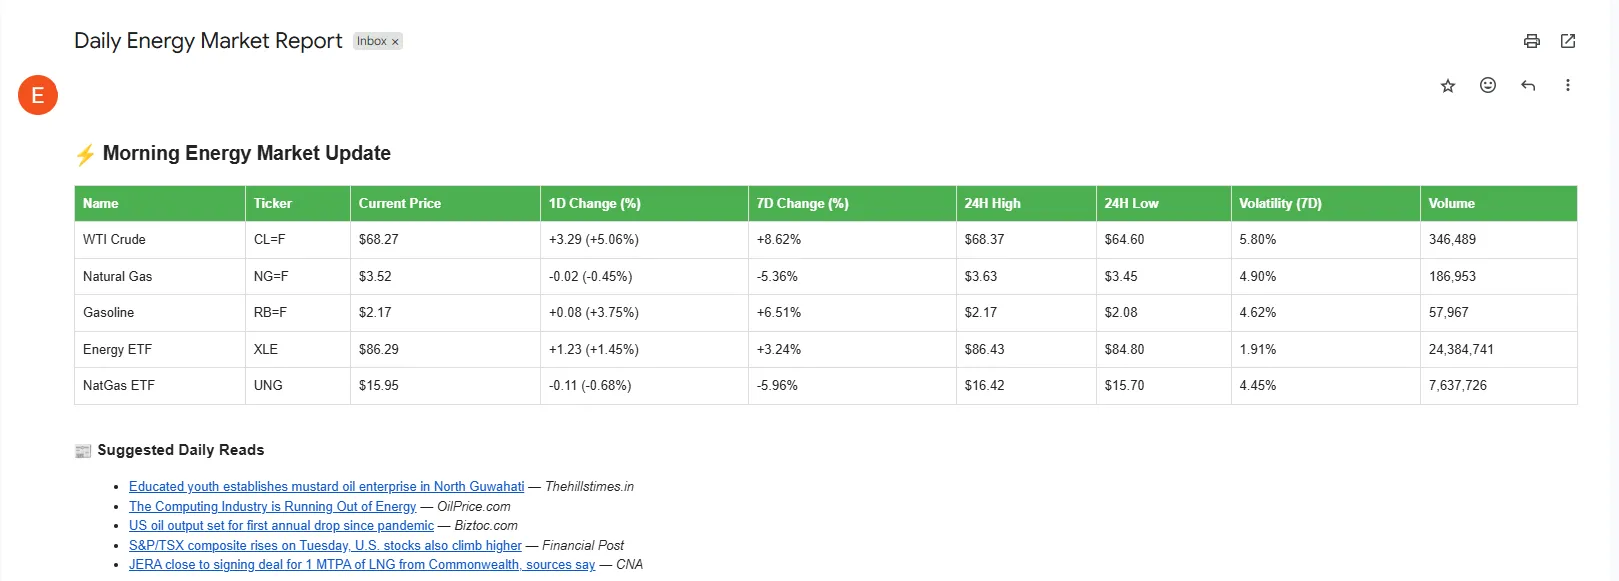 Daily Energy Market Report Inbox ×
E
⚡ Morning Energy Market Update
Name Ticker Current Price 1D Change (%) 7D Change (%) 24H High 24H Low Volatility (7D) Volume
WTI Crude CL=F $68.27 +3.29 (+5.06%) +8.62% $68.37 $64.60 5.80% 346,489
Natural Gas NG=F $3.52 -0.02 (-0.45%) -5.36% $3.63 $3.45 4.90% 186,953
Gasoline RB=F $2.17 +0.08 (+3.75%) +6.51% $2.17 $2.08 4.62% 57,967
Energy ETF XLE $86.29 +1.23 (+1.45%) +3.24% $86.43 $84.80 1.91% 24,384,741
NatGas ETF UNG $15.95 -0.11 (-0.68%) -5.96% $16.42 $15.70 4.45% 7,637,726
📰 Suggested Daily Reads
• Educated youth establishes mustard oil enterprise in North Guwahati — Thehillstimes.in
• The Computing Industry is Running Out of Energy — OilPrice.com
• US oil output set for first annual drop since pandemic — Biztoc.com
• S&P/TSX composite rises on Tuesday, U.S. stocks also climb higher — Financial Post
• JERA close to signing deal for 1 MTPA of LNG from Commonwealth, sources say — CNA